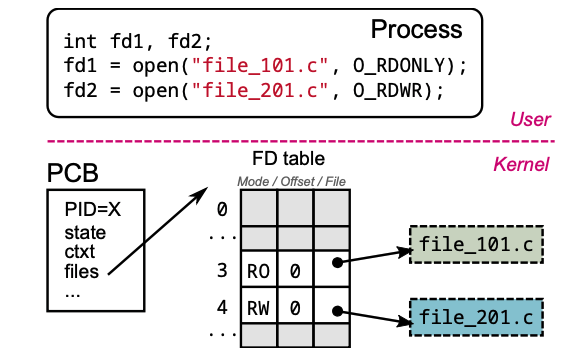 Process
int fd1, fd2;
fd1 = open("file_101.c", O_RDONLY);
fd2 = open("file_201.c", O_RDWR);
User
Kernel
PCB
PID=X
state
ctxt
files
...
FD table
Mode / Offset / File
0
...
3 RO 0
4 RW 0
...
file_101.c
file_201.c